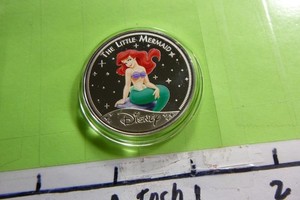 The Little Mermaid
Disney
1 Inch
2